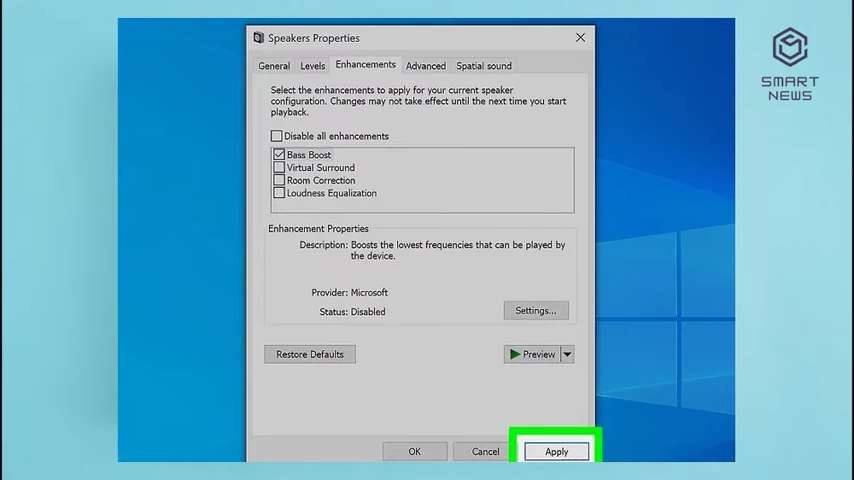 Speakers Properties
General Levels Enhancements Advanced Spatial sound
Select the enhancements to apply for your current speaker
configuration. Changes may not take effect until the next time you start
playback.
Disable all enhancements
Bass Boost
Virtual Surround
Room Correction
Loudness Equalization
Enhancement Properties
Description: Boosts the lowest frequencies that can be played by
the device.
Provider: Microsoft
Status: Disabled
Settings...
Restore Defaults
Preview
OK Cancel Apply
SMART
NEWS